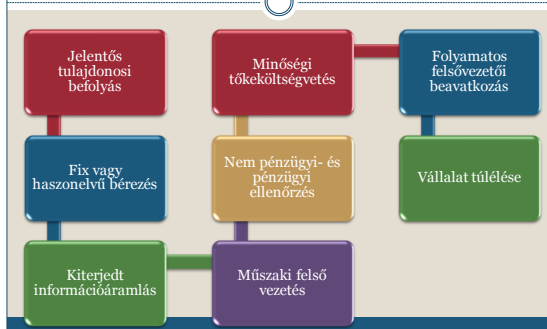 Jelentős
tulajdonosi
befolyás
Fix vagy
haszonelvű bérezés
Kiterjedt
információáramlás
Műszaki felső
vezetés
Nem pénzügyi- és
pénzügyi
ellenőrzés
Minőségi
tőkeköltségvetés
Folyamatos
felsővezetői
beavatkozás
Vállalat túlélése